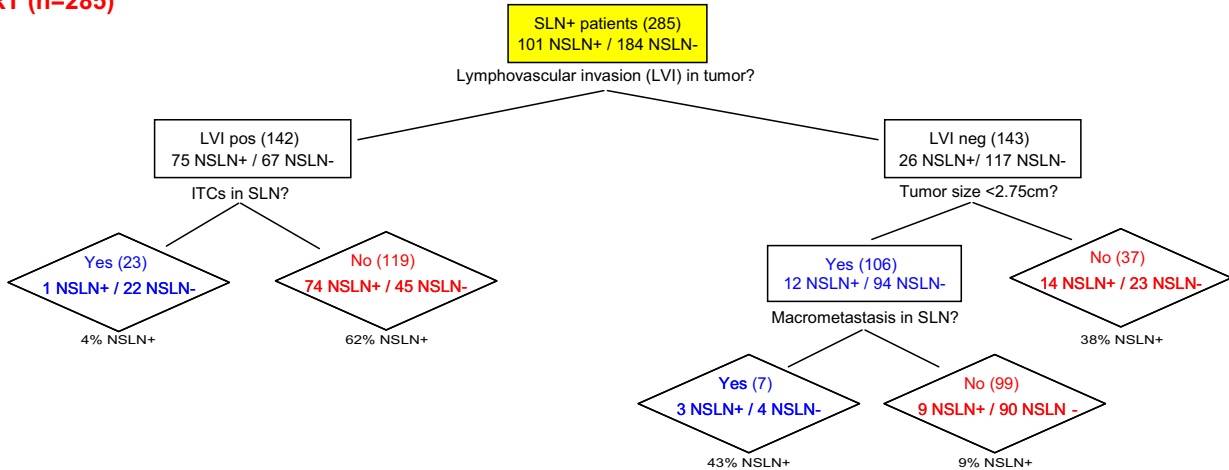 (n=285)
SLN+ patients (285)
101 NSLN+ / 184 NSLN-
Lymphovascular invasion (LVI) in tumor?
LVI pos (142)
75 NSLN+ / 67 NSLN-
ITCs in SLN?
LVI neg (143)
26 NSLN+/ 117 NSLN-
Tumor size <2.75cm?
Yes (23)
1 NSLN+ / 22 NSLN-
4% NSLN+
No (119)
74 NSLN+ / 45 NSLN-
62% NSLN+
Yes (106)
12 NSLN+ / 94 NSLN-
Macrometastasis in SLN?
No (37)
14 NSLN+ / 23 NSLN-
38% NSLN+
Yes (7)
3 NSLN+ / 4 NSLN-
43% NSLN+
No (99)
9 NSLN+ / 90 NSLN -
9% NSLN+